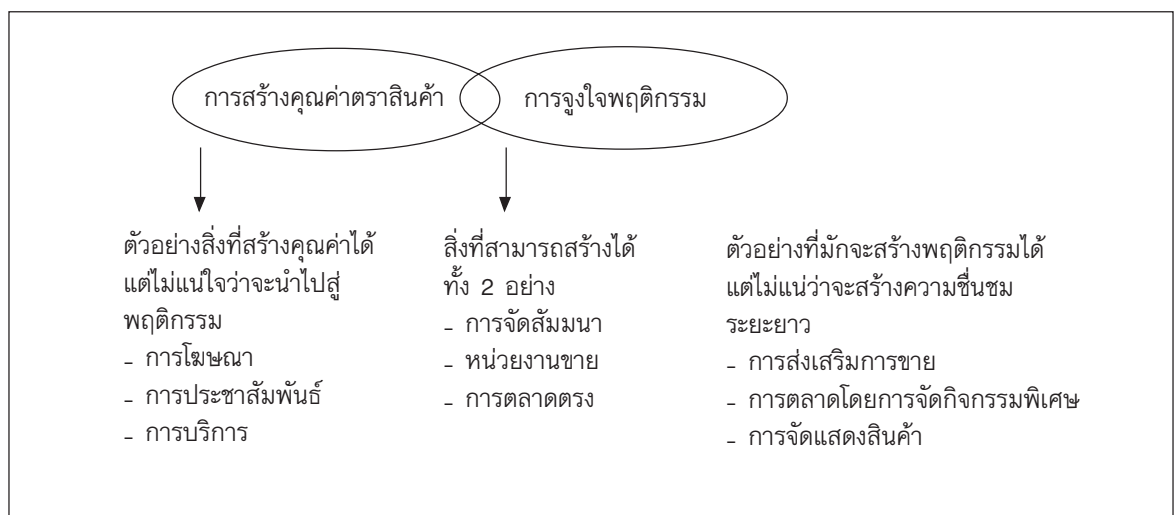 การสร้างคุณค่าตราสินค้า
การจูงใจพฤติกรรม
ตัวอย่างสิ่งที่สร้างคุณค่าได้
แต่ไม่แน่ใจว่าจะนำไปสู่
พฤติกรรม
- การโฆษณา
- การประชาสัมพันธ์
- การบริการ
สิ่งที่สามารถสร้างได้
ทั้ง 2 อย่าง
- การจัดสัมมนา
- หน่วยงานขาย
- การตลาดตรง
ตัวอย่างที่มักจะสร้างพฤติกรรมได้
แต่ไม่แน่ว่าจะสร้างความชื่นชม
ระยะยาว
- การส่งเสริมการขาย
- การตลาดโดยการจัดกิจกรรมพิเศษ
- การจัดแสดงสินค้า